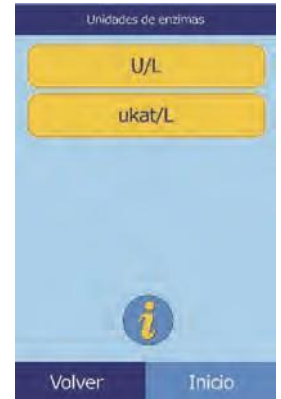 Unidades de enzimas
U/L
ukat/L
i
Volver Inicio